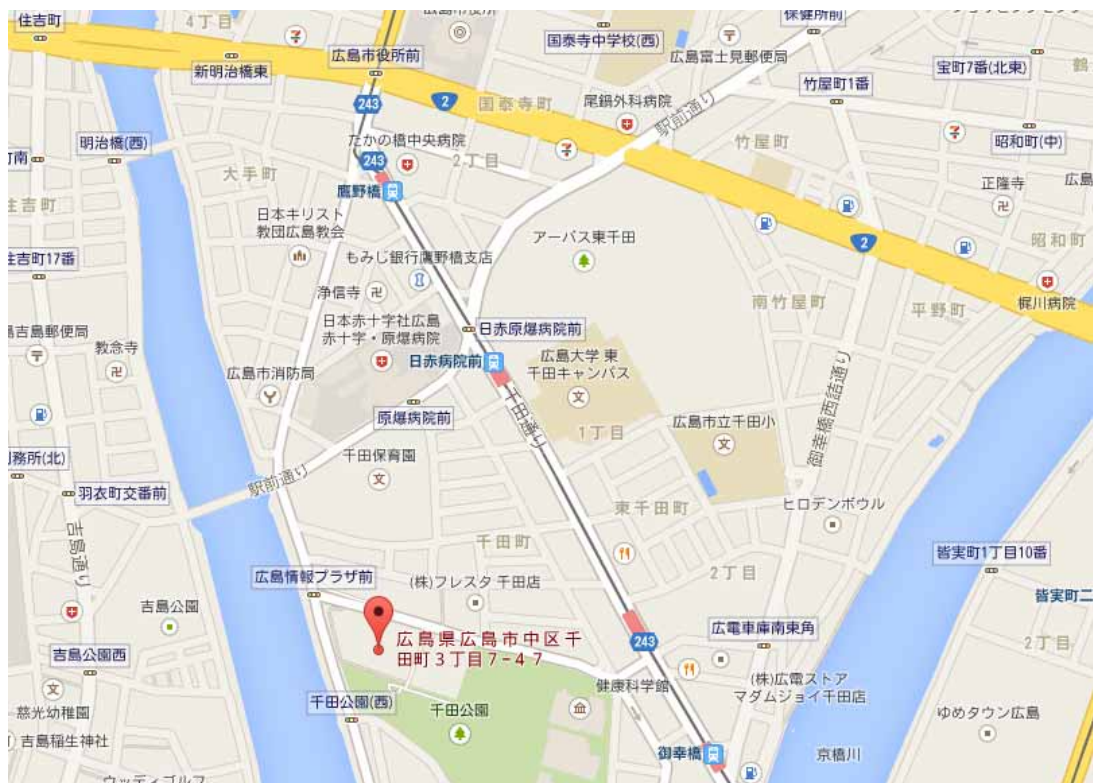 住吉町
4丁目
広島市役所
国泰寺中学校(西)
保健所前
広島富士見郵便局
新明治橋東
広島市役所前
宝町7番(北東)
竹屋町1番
243
2
国泰寺町
尾鍋外科病院
駅前通り
明治橋(西)
たかの橋中央病院
2丁目
竹屋町
昭和町(中)
町南
大手町
243
鷹野橋
正隆寺
広島
住吉町
日本キリスト
教団広島教会
アーバス東千田
2
昭和町
住吉町17番
もみじ銀行鷹野橋支店
浄信寺
南竹屋町
平野町
梶川病院
島吉島郵便局
教念寺
日本赤十字社広島
赤十字・原爆病院
日赤原爆病院前
日赤病院前
広島大学 東
千田キャンパス
広島市消防局
原爆病院前
千田通り
1丁目
広島市立千田小
御幸橋西詰通り
務所(北)
千田保育園
駅前通り
羽衣町交番前
東千田町
ヒロデンボウル
吉島通り
千田町
皆実町1丁目10番
広島情報プラザ前
(株)フレスタ 千田店
2丁目
皆実町二
吉島公園
広島県広島市中区千
田町3丁目7-47
243
広電車庫南東角
2丁目
吉島公園西
健康科学館
(株)広電ストア
マダムジョイ千田店
慈光幼稚園
千田公園(西)
千田公園
ゆめタウン広島
吉島稲生神社
御幸橋
京橋川
ウッディゴルフ